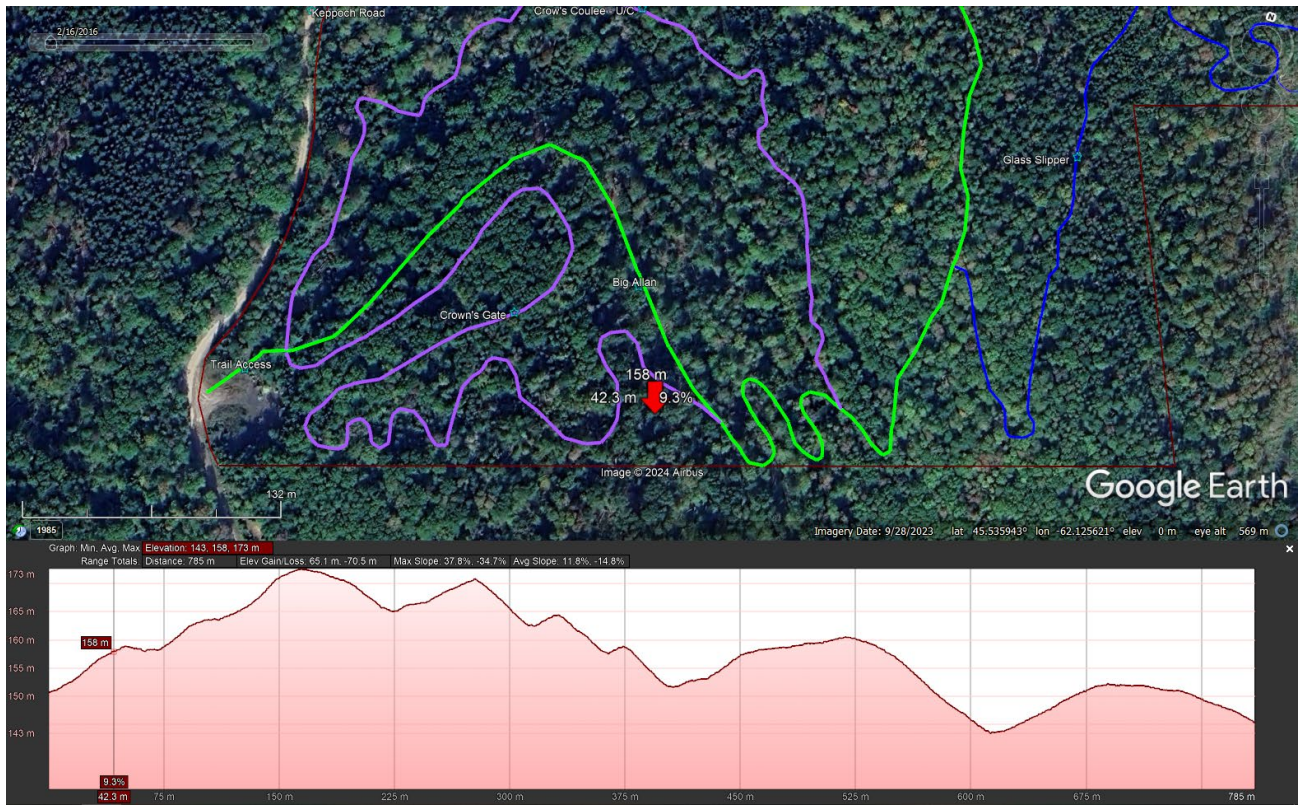 Keppoch Road
Crow's Coulee - U/C
2/16/2016
N
Glass Slipper
Big Allan
Crown's Gate
Trail Access
158 m
42.3 m 9.3%
Image © 2024 Airbus
132 m
Google Earth
1985
Imagery Date: 9/28/2023 lat 45.535943° lon -62.125621° elev 0 m eye alt 569 m
Graph: Min, Avg, Max Elevation: 143, 158, 173 m
Range Totals Distance: 785 m Elev Gain/Loss: 65.1 m, -70.5 m Max Slope: 37.8%, -34.7% Avg Slope: 11.8%, -14.8%
173 m
165 m
160 m
158 m
155 m
150 m
143 m
9.3%
42.3 m 75 m 150 m 225 m 300 m 375 m 450 m 525 m 600 m 675 m 785 m